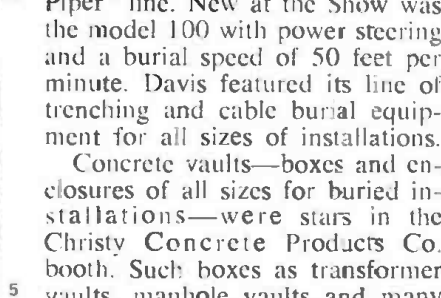 Piper" line. New at the Show was
the model 100 with power steering
and a burial speed of 50 feet per
minute. Davis featured its line of
trenching and cable burial equip-
ment for all sizes of installations.
Concrete vaults—boxes and en-
closures of all sizes for buried in-
stallations—were stars in the
Christy Concrete Products Co.
booth. Such boxes as transformer
5 vaults, manhole vaults and many